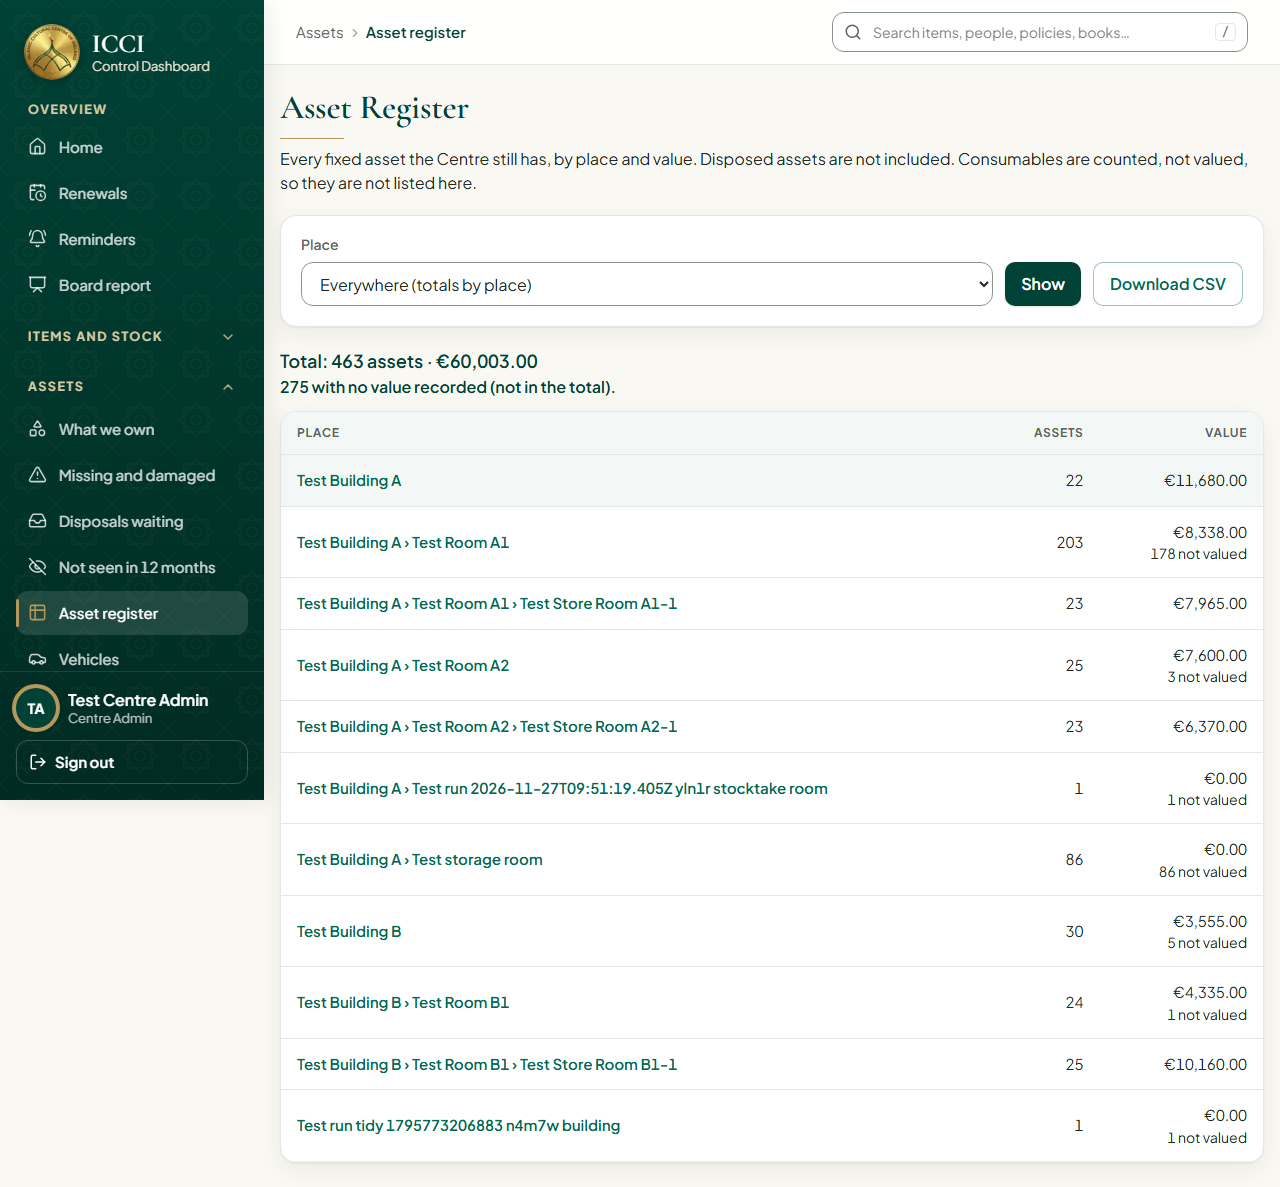 ICCI
Control Dashboard
OVERVIEW
Home
Renewals
Reminders
Board report
ITEMS AND STOCK
ASSETS
What we own
Missing and damaged
Disposals waiting
Not seen in 12 months
Asset register
Vehicles
TA
Test Centre Admin
Centre Admin
Sign out
Assets › Asset register
Search items, people, policies, books…
/
Asset Register
Every fixed asset the Centre still has, by place and value. Disposed assets are not included. Consumables are counted, not valued,
so they are not listed here.
Place
Everywhere (totals by place)
Show
Download CSV
Total: 463 assets · €60,003.00
275 with no value recorded (not in the total).
PLACE ASSETS VALUE
Test Building A 22 €11,680.00
Test Building A › Test Room A1 203 €8,338.00
178 not valued
Test Building A › Test Room A1 › Test Store Room A1-1 23 €7,965.00
Test Building A › Test Room A2 25 €7,600.00
3 not valued
Test Building A › Test Room A2 › Test Store Room A2-1 23 €6,370.00
Test Building A › Test run 2026-11-27T09:51:19.405Z yln1r stocktake room 1 €0.00
1 not valued
Test Building A › Test storage room 86 €0.00
86 not valued
Test Building B 30 €3,555.00
5 not valued
Test Building B › Test Room B1 24 €4,335.00
1 not valued
Test Building B › Test Room B1 › Test Store Room B1-1 25 €10,160.00
Test run tidy 1795773206883 n4m7w building 1 €0.00
1 not valued